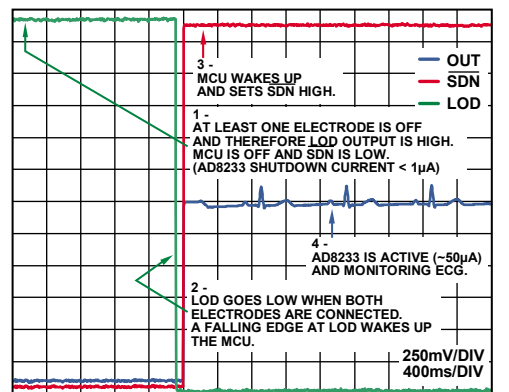 3 -
MCU WAKES UP
AND SETS SDN HIGH.
OUT
SDN
LOD
1 -
AT LEAST ONE ELECTRODE IS OFF
AND THEREFORE LOD OUTPUT IS HIGH.
MCU IS OFF AND SDN IS LOW.
(AD8233 SHUTDOWN CURRENT < 1µA)
4 -
AD8233 IS ACTIVE (~50µA)
AND MONITORING ECG.
2 -
LOD GOES LOW WHEN BOTH
ELECTRODES ARE CONNECTED.
A FALLING EDGE AT LOD WAKES UP
THE MCU.
250mV/DIV
400ms/DIV